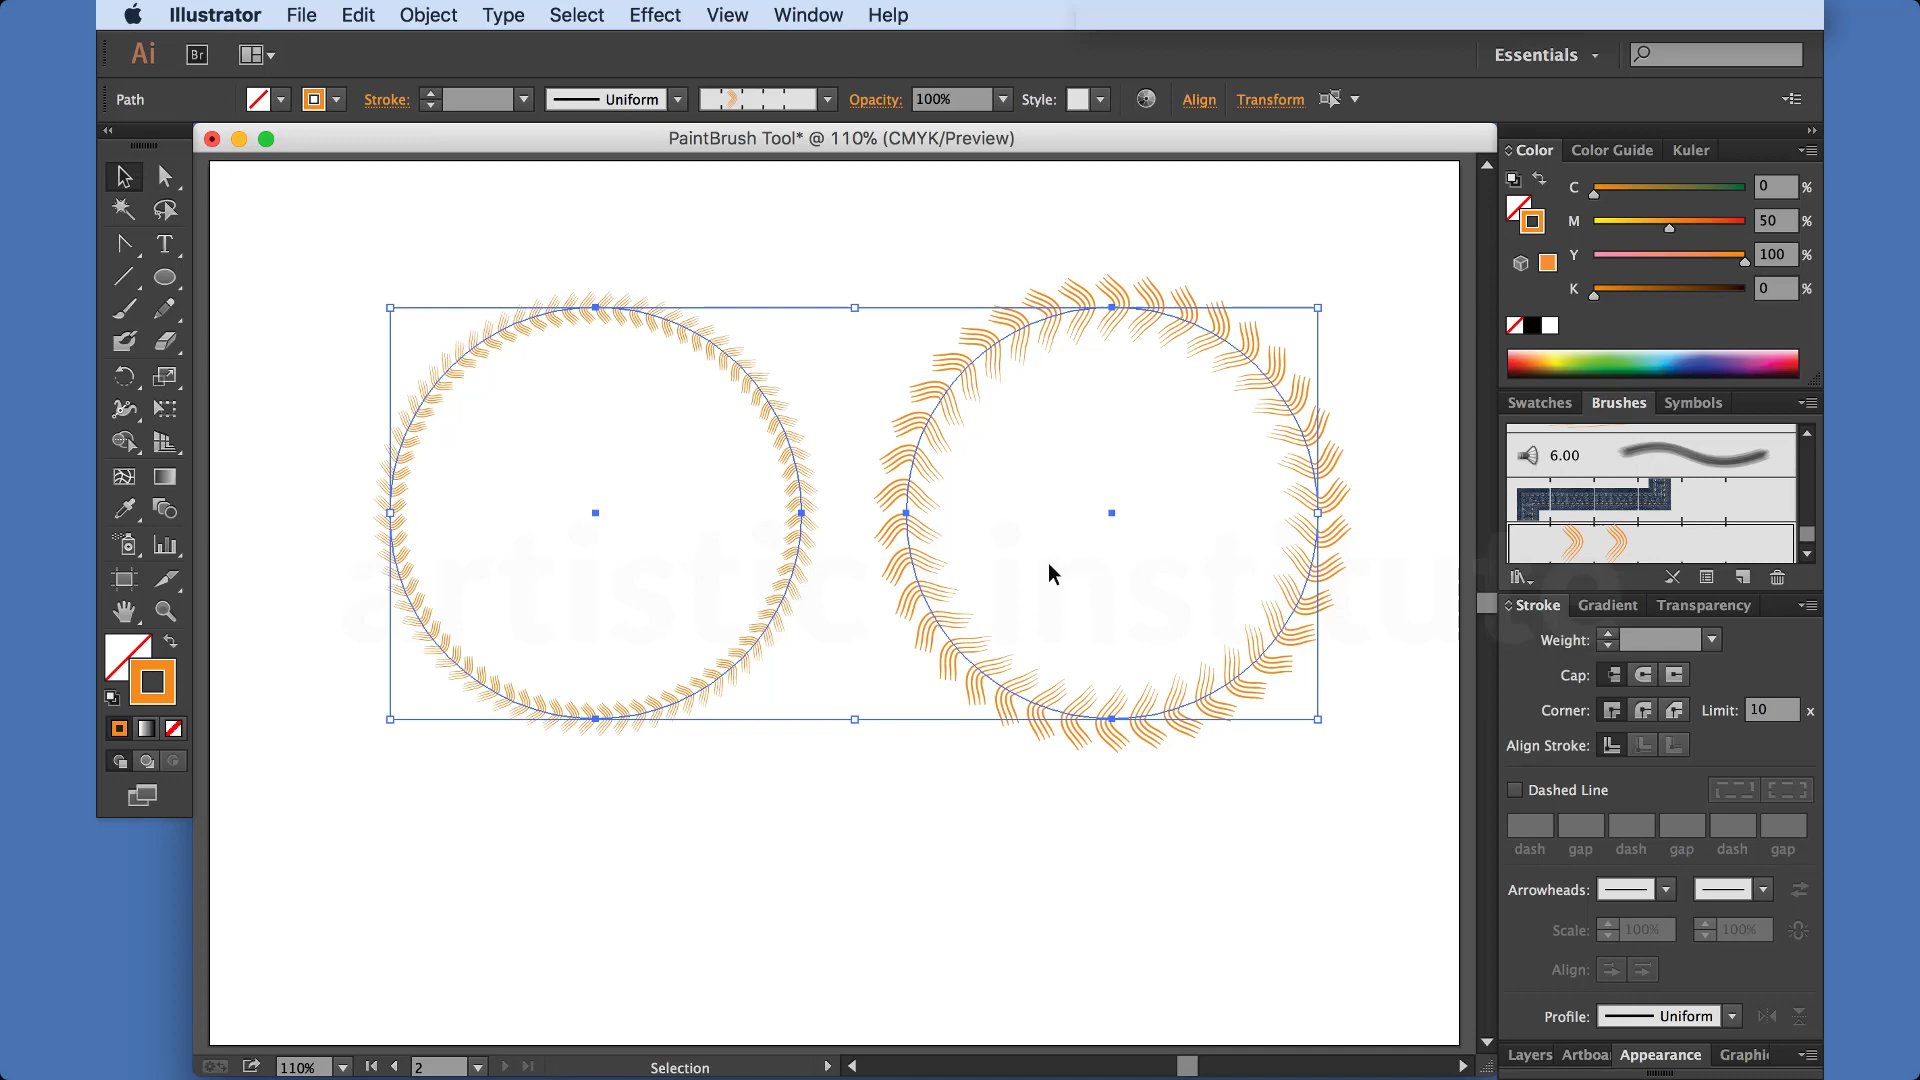 Illustrator File Edit Object Type Select Effect View Window Help
Ai Br Essentials
Path Stroke: Uniform Opacity: 100% Style: Align Transform
PaintBrush Tool* @ 110% (CMYK/Preview)
Color Color Guide Kuler
C 0 %
M 50 %
Y 100 %
K 0 %
Swatches Brushes Symbols
6.00
artistic institute
Stroke Gradient Transparency
Weight:
Cap:
Corner: Limit: 10 x
Align Stroke:
Dashed Line
dash gap dash gap dash gap
Arrowheads:
Scale: 100% 100%
Align:
Profile: Uniform
Layers Artboa Appearance Graphi
110% 2 Selection